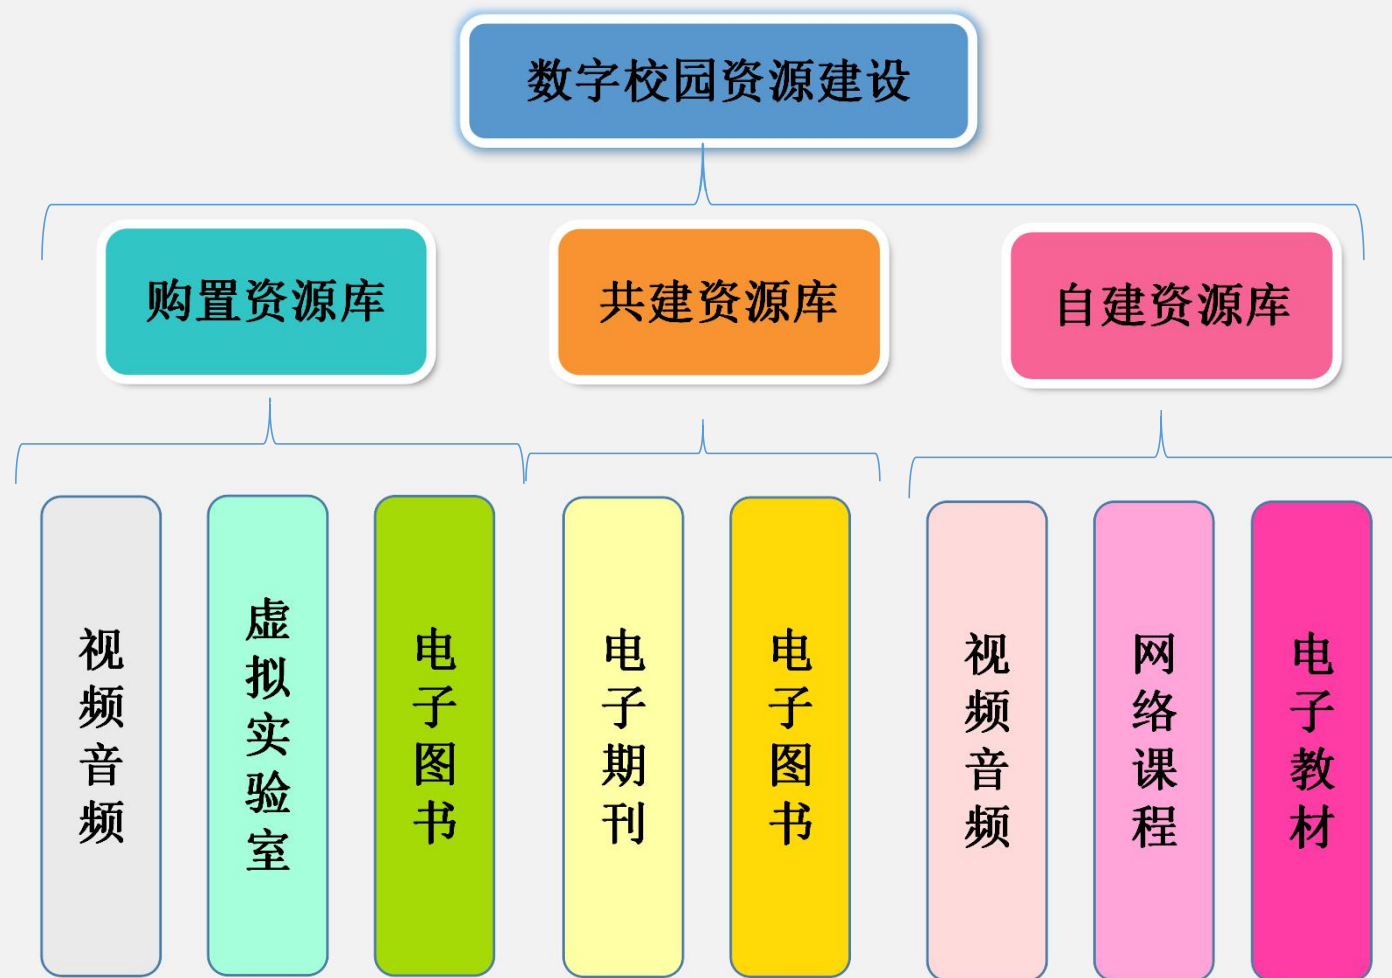 数字校园资源建设
购置资源库
共建资源库
自建资源库
视频音频
虚拟实验室
电子图书
电子期刊
电子图书
视频音频
网络课程
电子教材